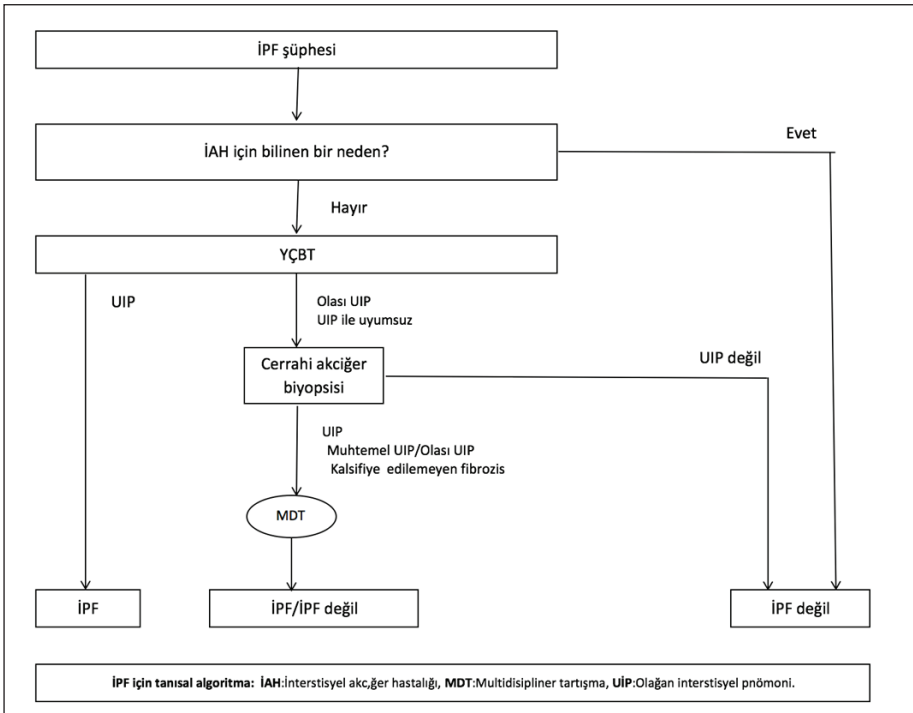 İPF şüphesi
Evet
İAH için bilinen bir neden?
Hayır
YÇBT
UIP
Olası UIP
UIP ile uyumsuz
Cerrahi akciğer
biyopsisi
UIP değil
UIP
Muhtemel UIP/Olası UIP
Kalsifiye edilemeyen fibrozis
MDT
İPF
İPF/İPF değil
İPF değil
İPF için tanısal algoritma: İAH:İnterstisyel akc,ğer hastalığı, MDT:Multidisipliner tartışma, UİP:Olağan interstisyel pnömoni.